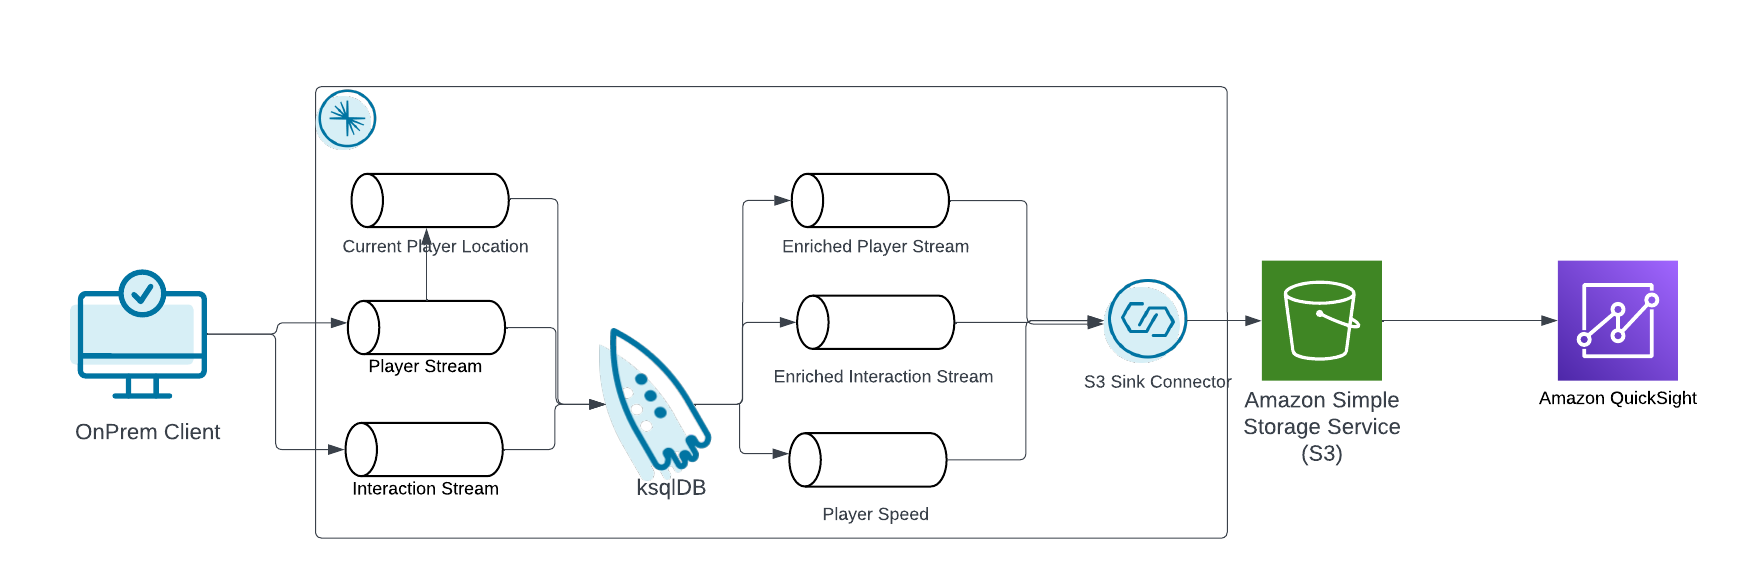 Current Player Location
Enriched Player Stream
OnPrem Client
Player Stream
Interaction Stream
ksqlDB
Enriched Interaction Stream
Player Speed
S3 Sink Connector
Amazon Simple
Storage Service
(S3)
Amazon QuickSight